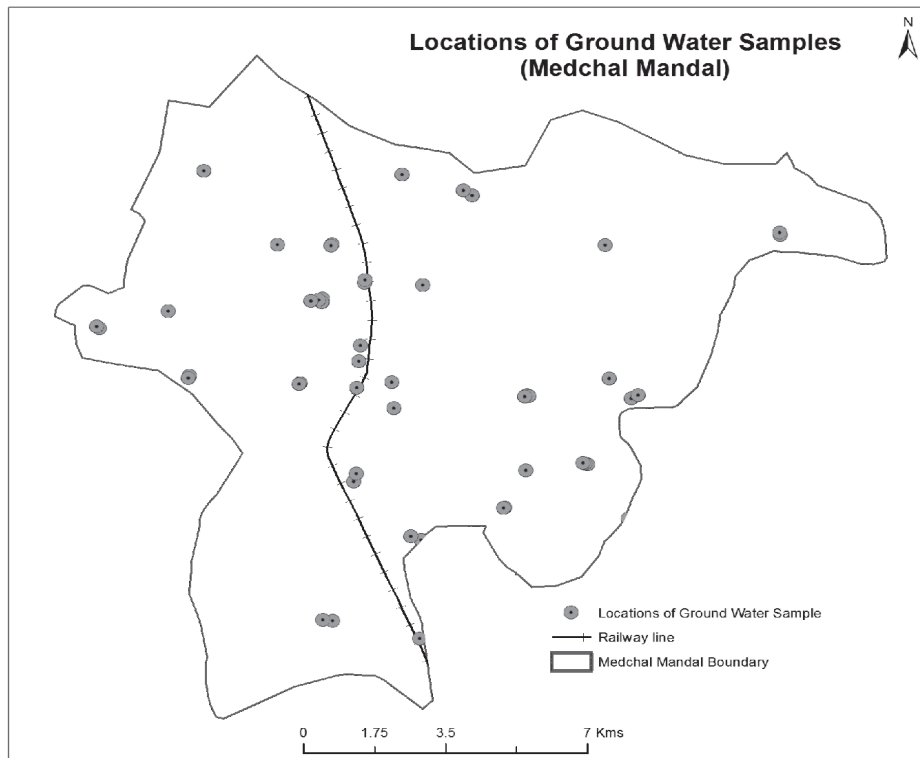 Locations of Ground Water Samples
(Medchal Mandal)
N
Locations of Ground Water Sample
Railway line
Medchal Mandal Boundary
0 1.75 3.5 7 Kms